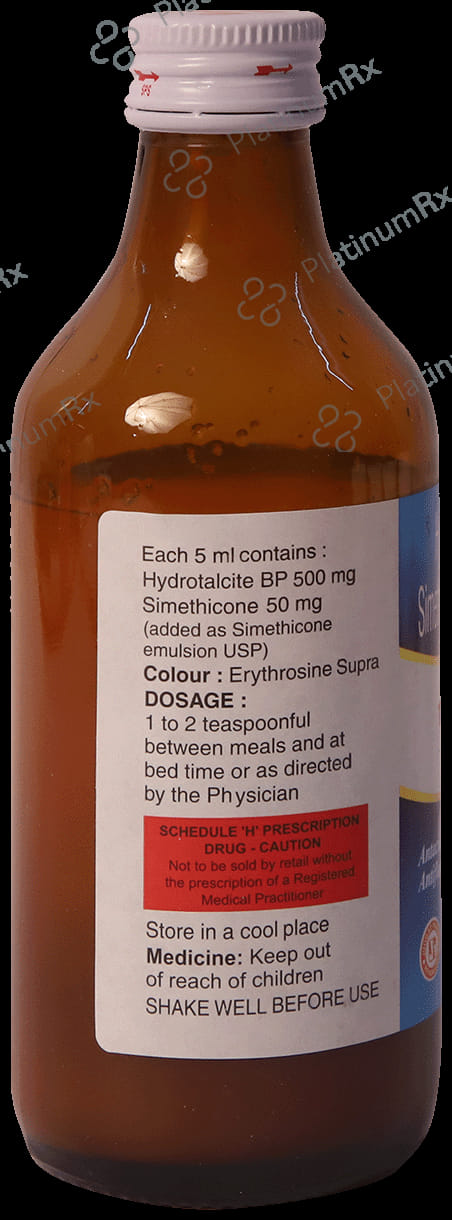 SPS
PlatinumRx
PlatinumRx
PlatinumRx
Each 5 ml contains :
Hydrotalcite BP 500 mg
Simethicone 50 mg
(added as Simethicone
emulsion USP)
Colour : Erythrosine Supra
DOSAGE :
1 to 2 teaspoonful
between meals and at
bed time or as directed
by the Physician
SCHEDULE 'H' PRESCRIPTION
DRUG - CAUTION
Not to be sold by retail without
the prescription of a Registered
Medical Practitioner
Store in a cool place
Medicine: Keep out
of reach of children
SHAKE WELL BEFORE USE